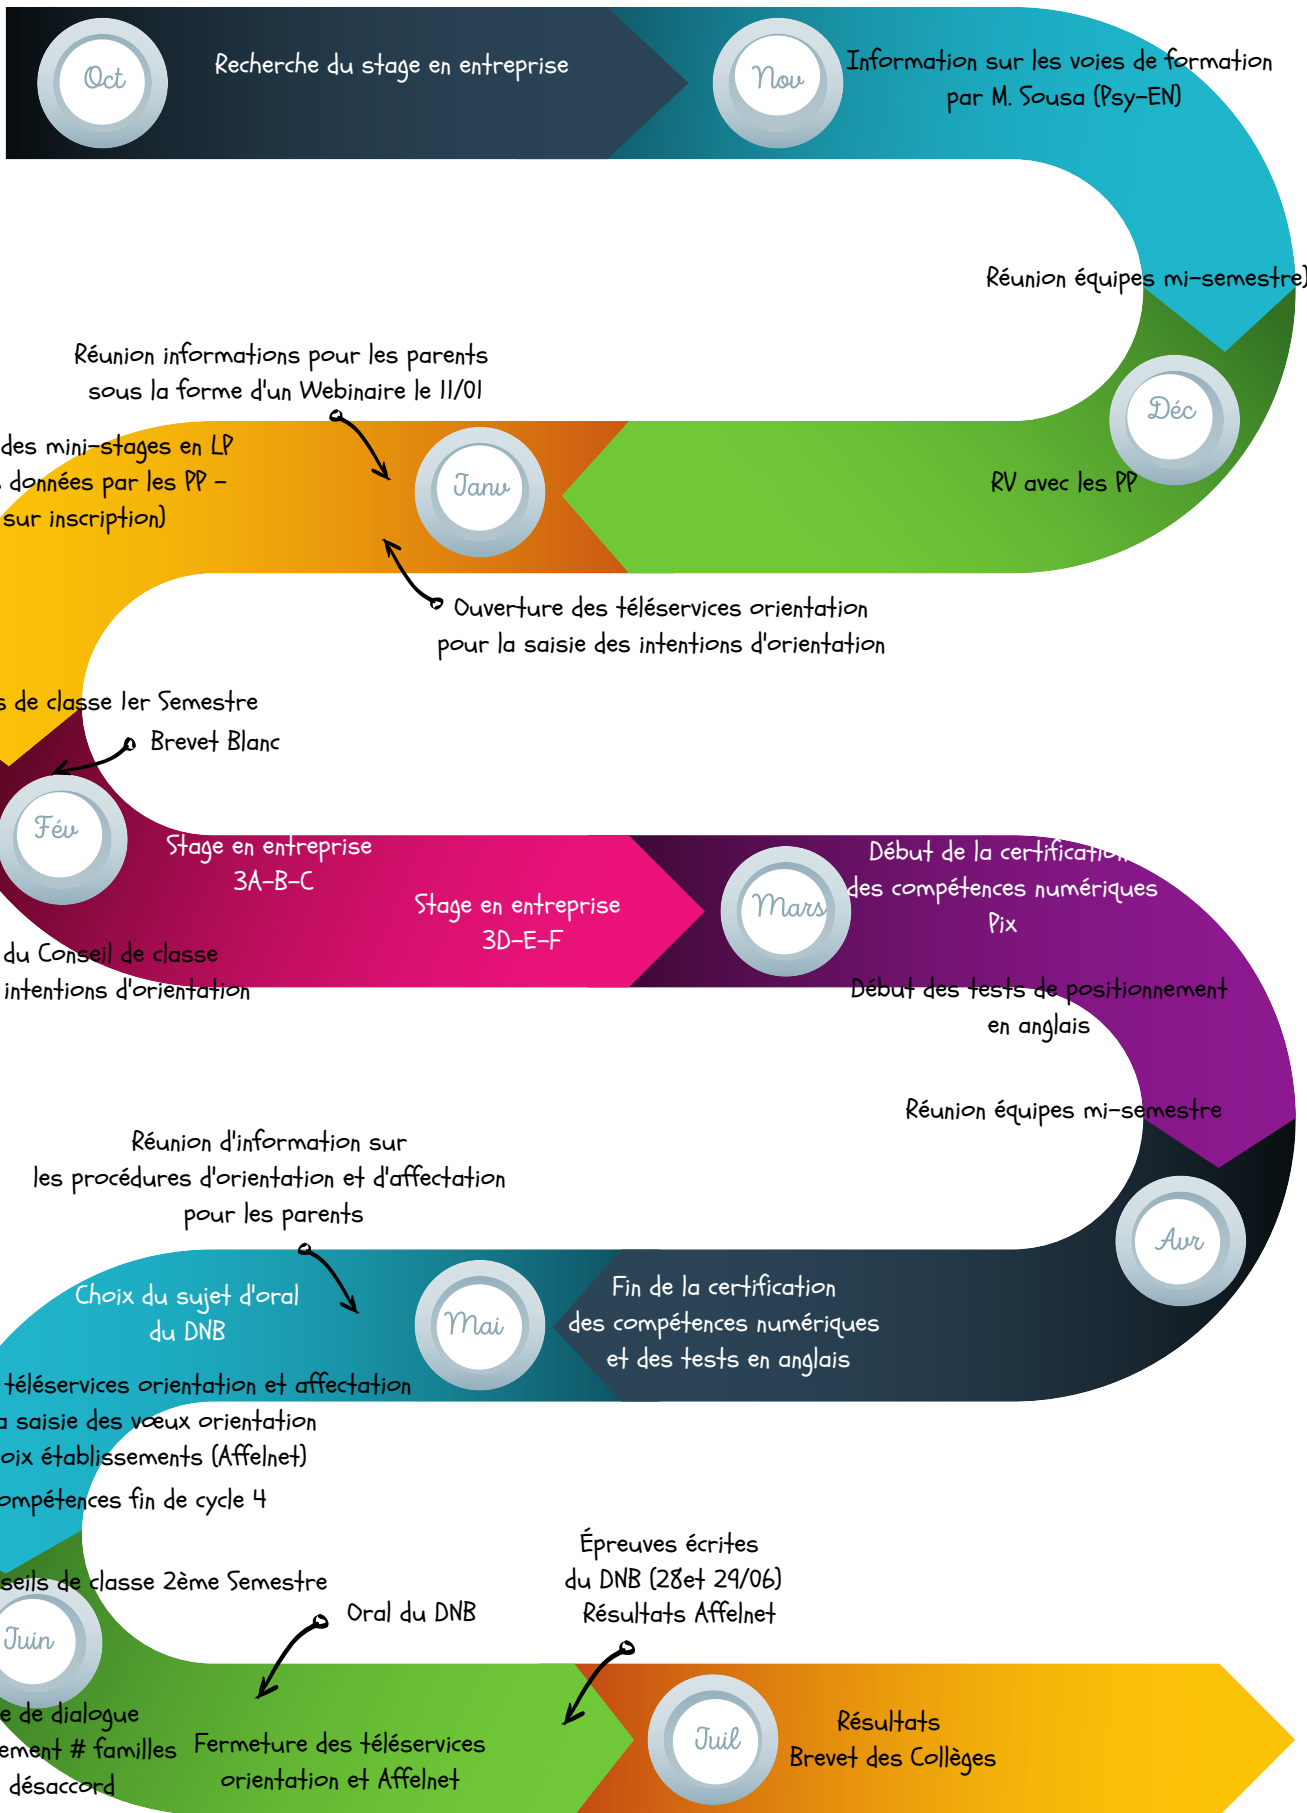 Oct
Recherche du stage en entreprise
Nov
Information sur les voies de formation
par M. Sousa (Psy-EN)
Réunion équipes mi-semestre)
Déc
RV avec les PP
Réunion informations pour les parents
sous la forme d'un Webinaire le 11/01
Janv
Ouverture des téléservices orientation
pour la saisie des intentions d'orientation
des mini-stages en LP
données par les PP -
sur inscription)
de classe 1er Semestre
Brevet Blanc
Fév
Stage en entreprise
3A-B-C
Stage en entreprise
3D-E-F
du Conseil de classe
intentions d'orientation
Mars
Début de la certification
des compétences numériques
Pix
Début des tests de positionnement
en anglais
Réunion équipes mi-semestre
Avr
Fin de la certification
des compétences numériques
et des tests en anglais
Réunion d'information sur
les procédures d'orientation et d'affectation
pour les parents
Mai
Choix du sujet d'oral
du DNB
téléservices orientation et affectation
a saisie des vœux orientation
oix établissements (Affelnet)
ompétences fin de cycle 4
seils de classe 2ème Semestre
Juin
Oral du DNB
Épreuves écrites
du DNB (28et 29/06)
Résultats Affelnet
e de dialogue
ement # familles
désaccord
Fermeture des téléservices
orientation et Affelnet
Juil
Résultats
Brevet des Collèges